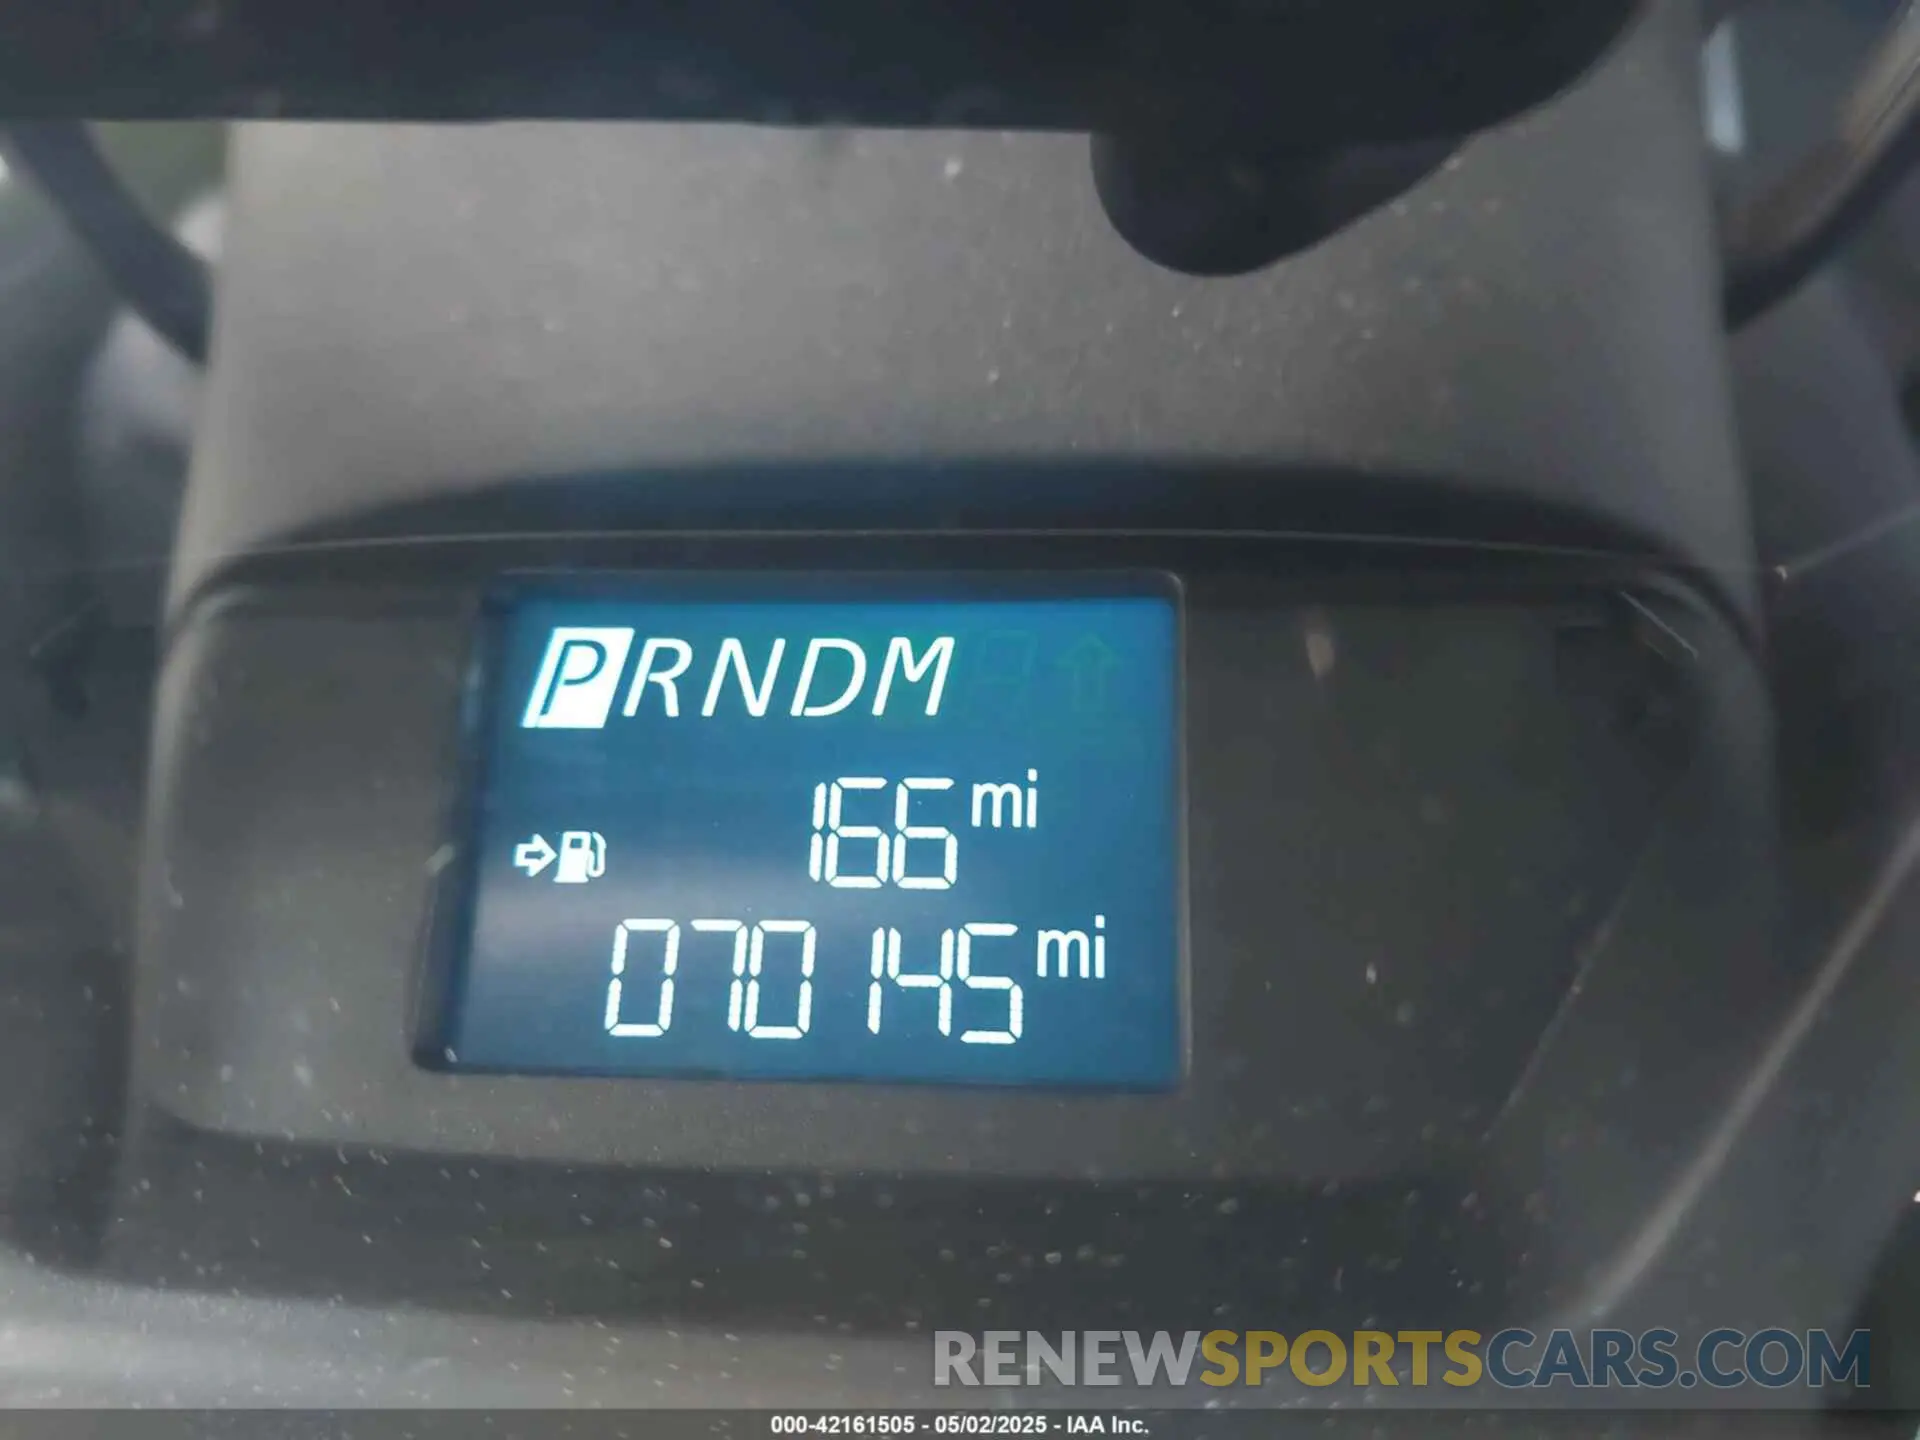 PRNDM
166 mi
070145 mi
RENEWSPORTSCARS.COM
000-42161505 - 05/02/2025 - IAA Inc.